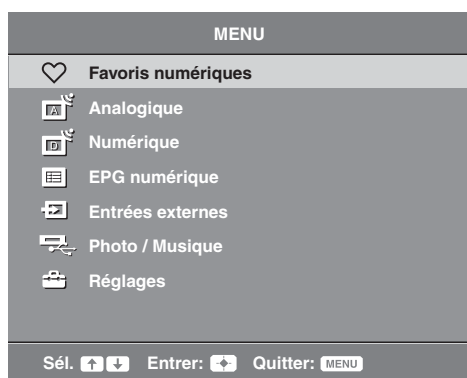 MENU
Favoris numériques
Analogique
Numérique
EPG numérique
Entrées externes
Photo / Musique
Réglages
Sél. Entrer: Quitter: MENU